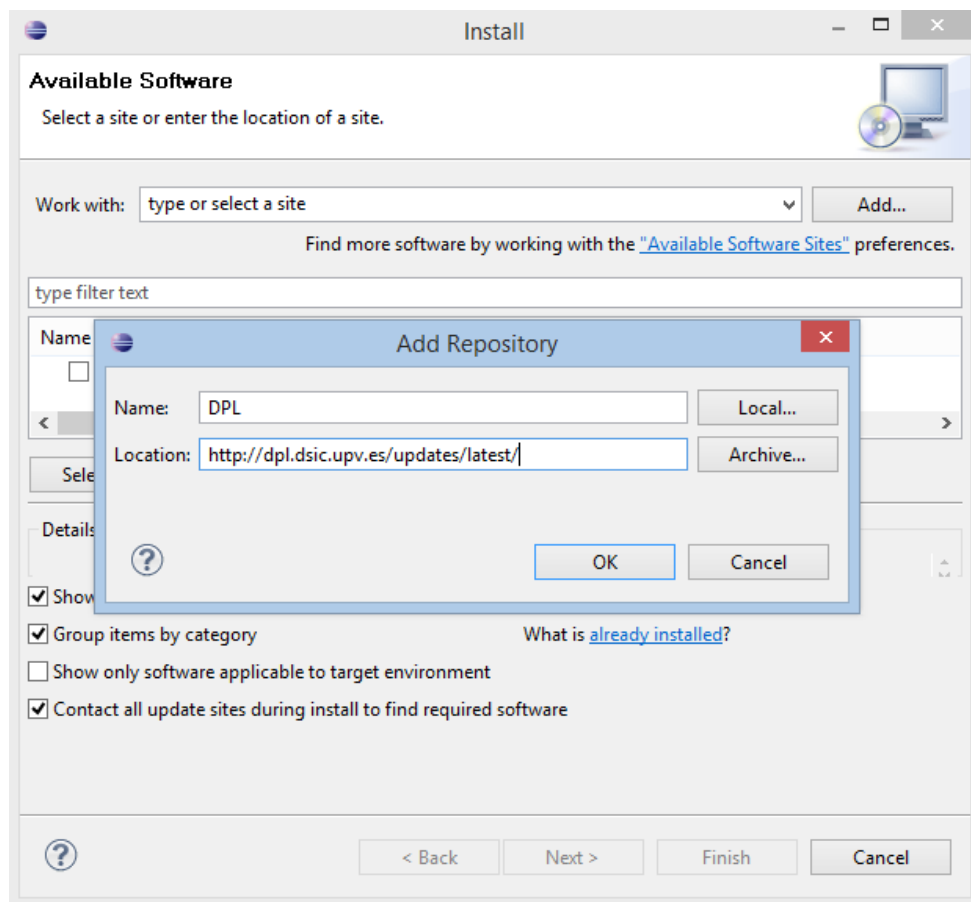 Install
Available Software
Select a site or enter the location of a site.
Work with: type or select a site Add...
Find more software by working with the "Available Software Sites" preferences.
type filter text
Name
Add Repository
Name: DPL Local...
Location: http://dpl.dsic.upv.es/updates/latest/ Archive...
Sele
Details
OK Cancel
Show
Group items by category What is already installed?
Show only software applicable to target environment
Contact all update sites during install to find required software
< Back Next > Finish Cancel